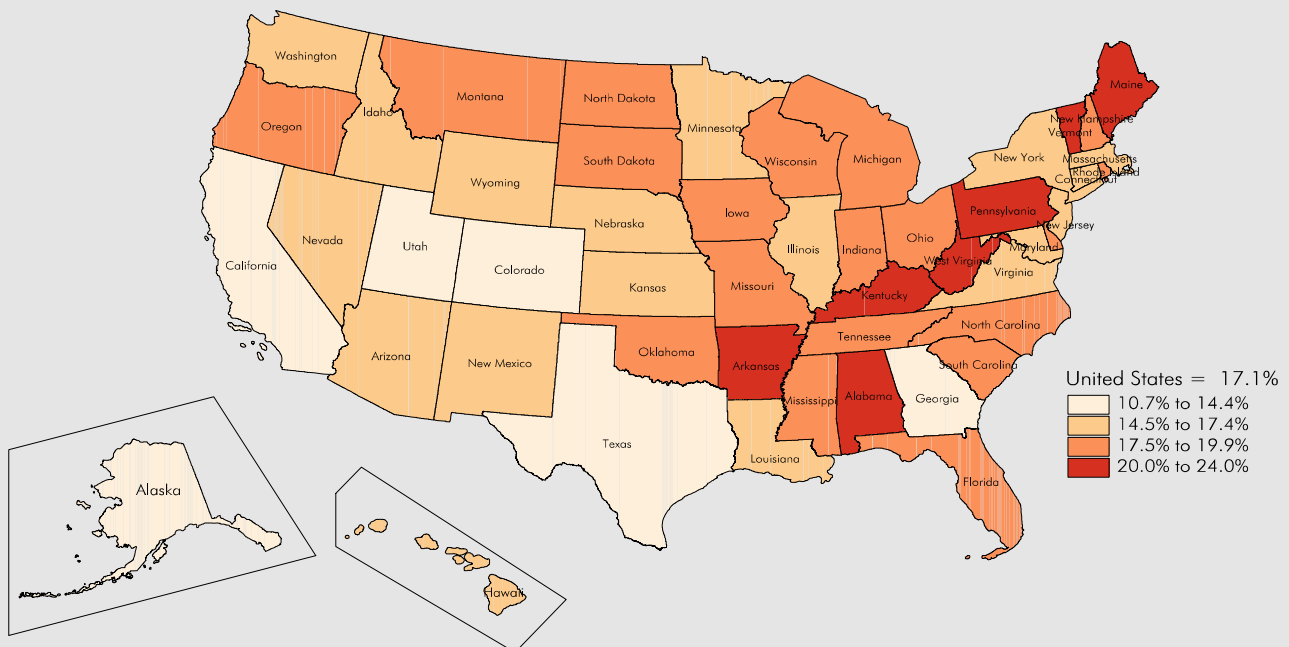 Washington
Idaho
Montana
North Dakota
Minnesota
Maine
New Hampshire
Vermont
Oregon
South Dakota
Wisconsin
Michigan
New York
Massachusetts
Rhode Island
Connecticut
Wyoming
Iowa
Pennsylvania
Nebraska
New Jersey
Nevada
Utah
Illinois
Indiana
Ohio
Maryland
California
Colorado
West Virginia
Virginia
Kansas
Missouri
Kentucky
North Carolina
Tennessee
Arizona
New Mexico
Oklahoma
Arkansas
South Carolina
Mississippi
Alabama
Georgia
United States = 17.1%
10.7% to 14.4%
14.5% to 17.4%
17.5% to 19.9%
20.0% to 24.0%
Texas
Louisiana
Florida
Alaska
Hawaii